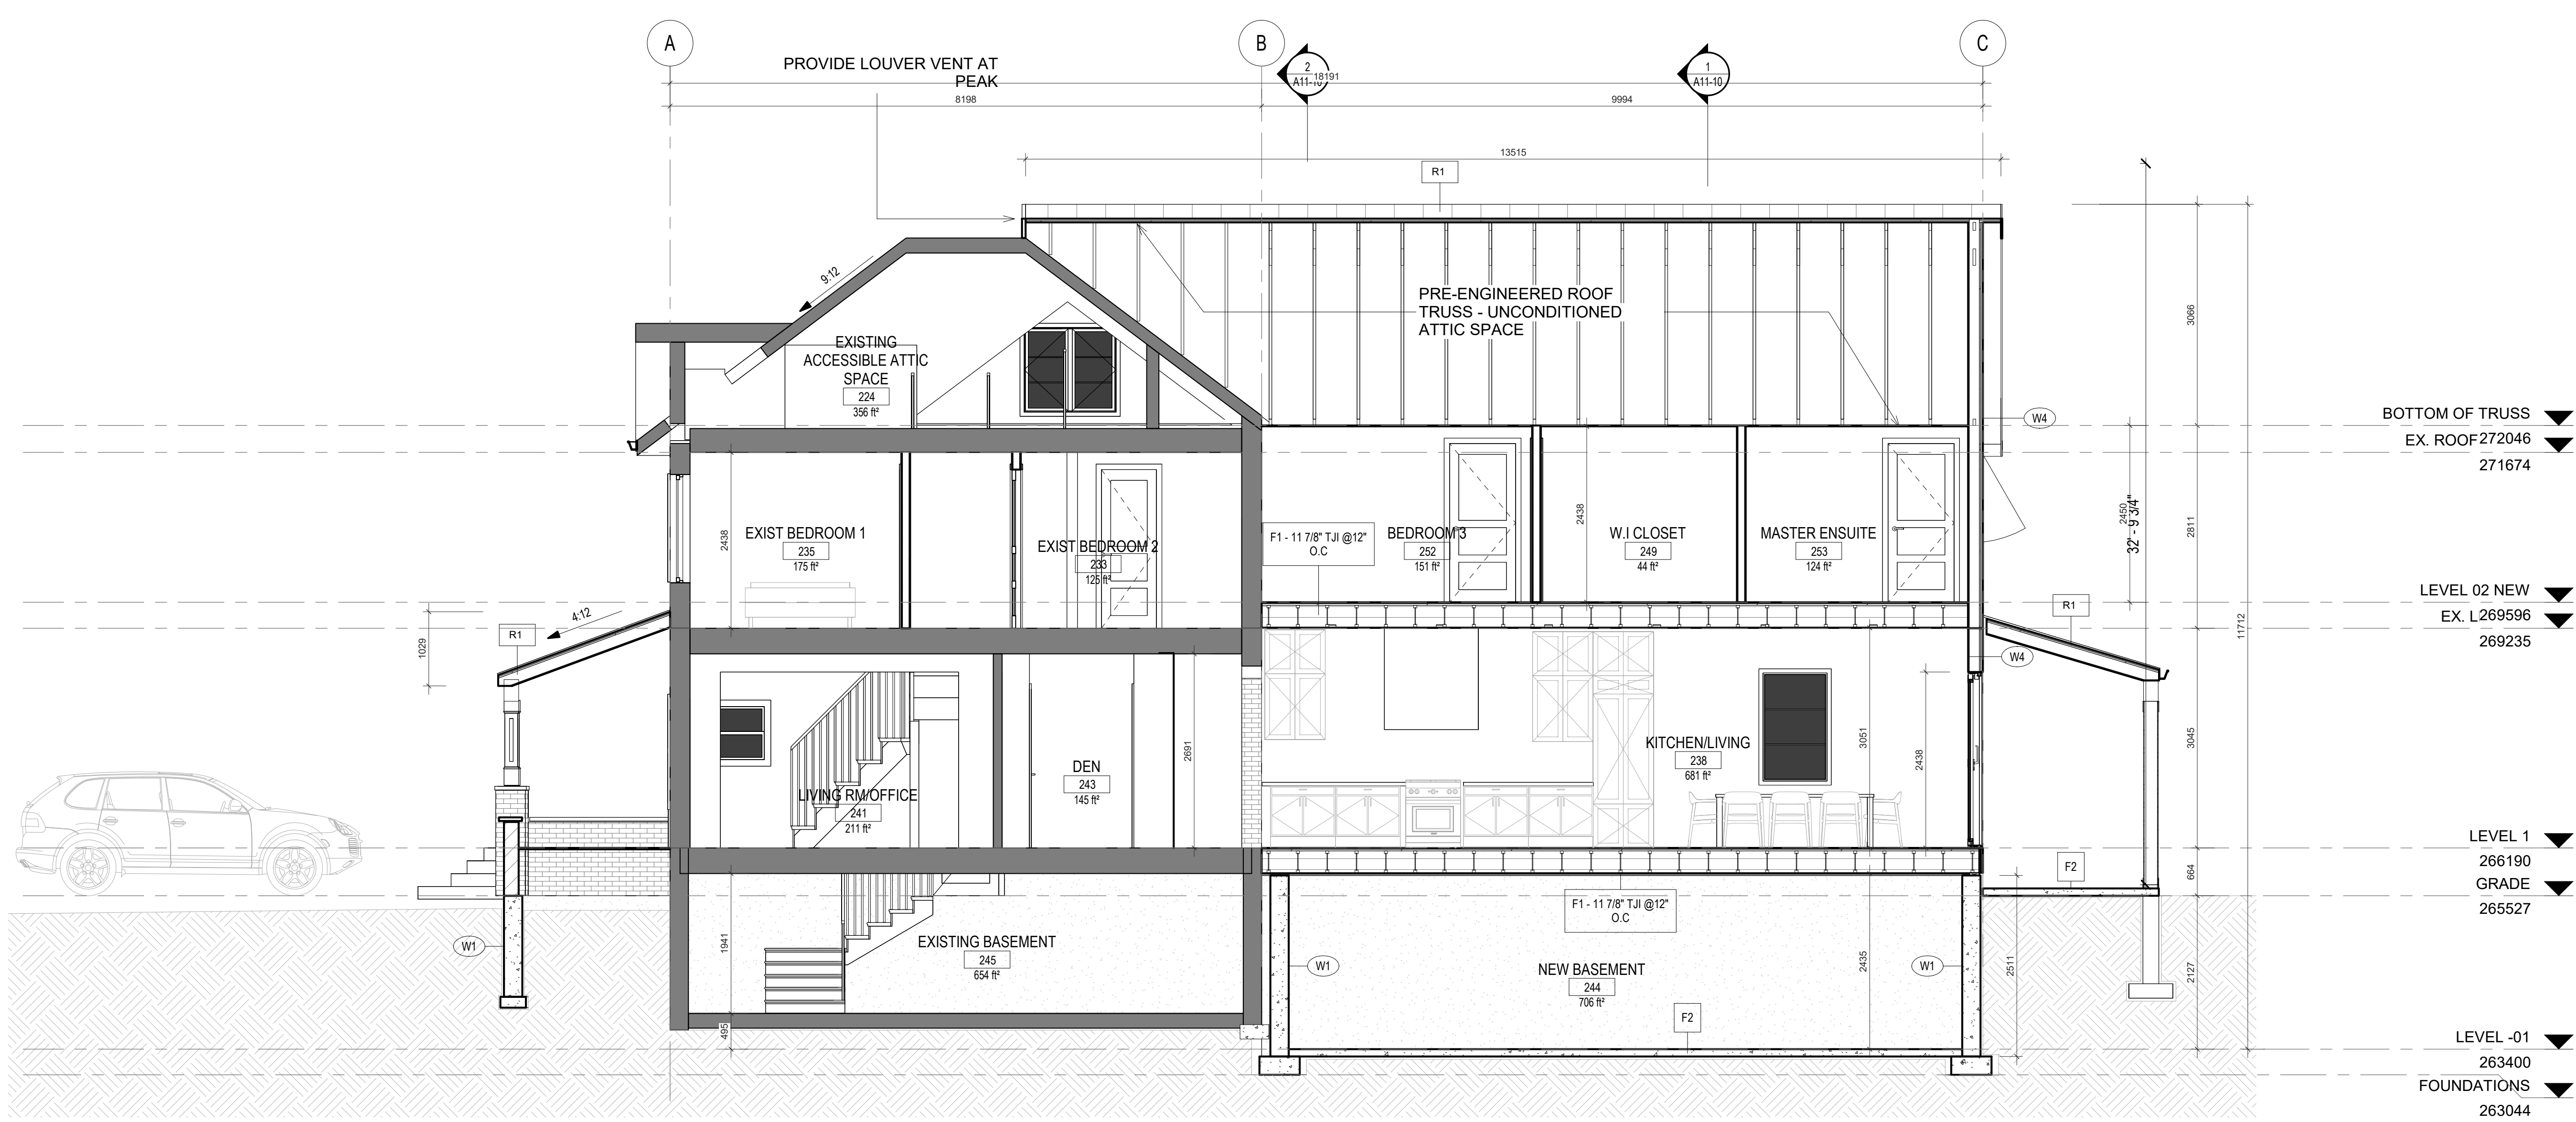 A
B
C
PROVIDE LOUVER VENT AT
PEAK
2
A11-10
18191
1
A11-10
8198
9994
13515
R1
9:12
PRE-ENGINEERED ROOF
TRUSS - UNCONDITIONED
ATTIC SPACE
3066
EXISTING
ACCESSIBLE ATTIC
SPACE
224
356 ft²
W4
BOTTOM OF TRUSS
272046
EX. ROOF
271674
2438
EXIST BEDROOM 1
235
175 ft²
EXIST BEDROOM 2
233
125 ft²
F1 - 11 7/8" TJI @12"
O.C
BEDROOM 3
252
151 ft²
2438
W.I CLOSET
249
44 ft²
MASTER ENSUITE
253
124 ft²
2450
32' - 9 3/4"
2811
LEVEL 02 NEW
269596
EX. L
269235
4:12
R1
1029
R1
11712
W4
2691
DEN
243
145 ft²
LIVING RM/OFFICE
241
211 ft²
KITCHEN/LIVING
238
681 ft²
3051
2438
3045
LEVEL 1
266190
664
F2
GRADE
265527
F1 - 11 7/8" TJI @12"
O.C
W1
1941
EXISTING BASEMENT
245
654 ft²
W1
NEW BASEMENT
244
706 ft²
2435
W1
2511
2127
495
F2
LEVEL -01
263400
FOUNDATIONS
263044